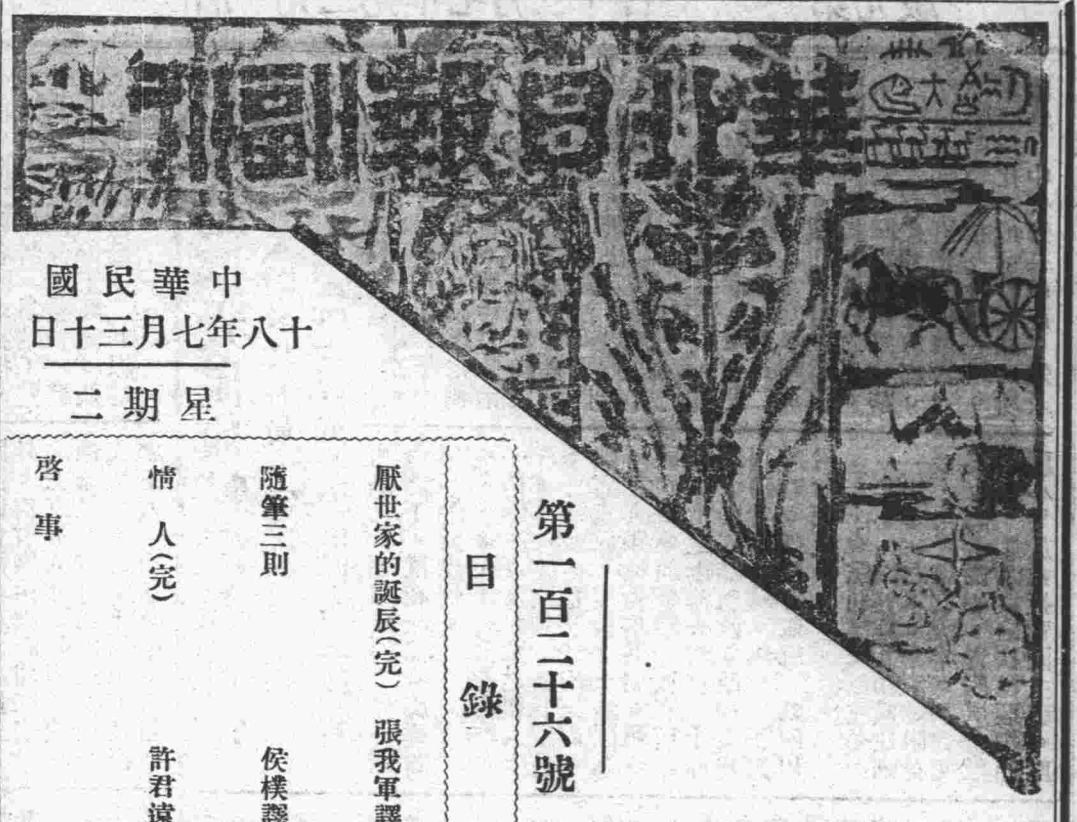 華北日報副刊
中華民國
十八年七月三十日
星期二
第一百二十六號
目錄
厭世家的誕辰(完) 張我軍譯
隨筆三則 侯樸譯
情人(完) 許君遠
啓事